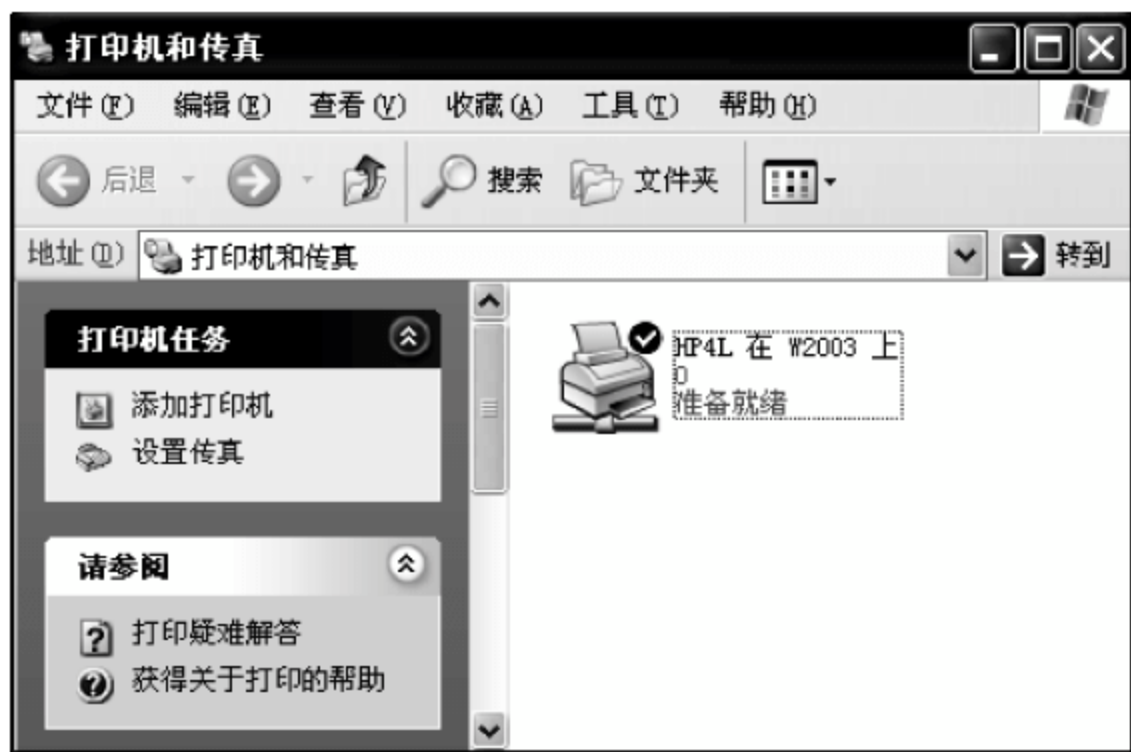 打印机和传真
文件(F) 编辑(E) 查看(V) 收藏(A) 工具(T) 帮助(H)
后退 搜索 文件夹
地址(D) 打印机和传真 转到
打印机任务
添加打印机
设置传真
请参阅
打印疑难解答
获得关于打印的帮助
HP4L 在 W2003 上
0
准备就绪